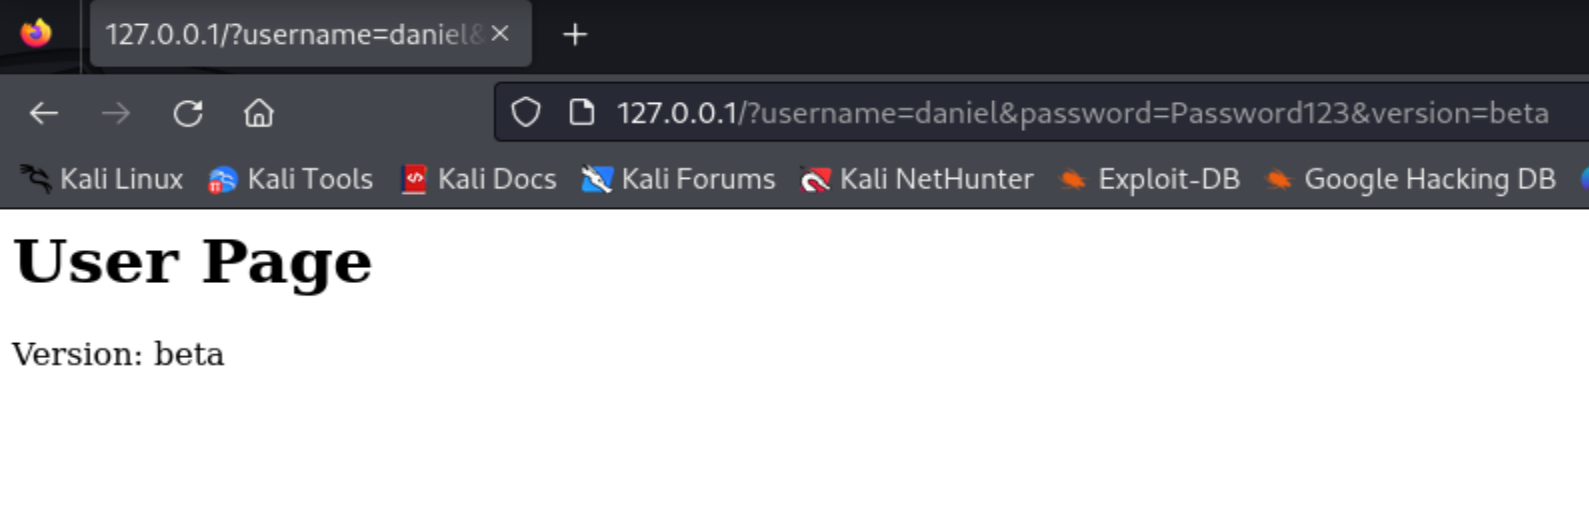 127.0.0.1/?username=daniel&
127.0.0.1/?username=daniel&password=Password123&version=beta
Kali Linux Kali Tools Kali Docs Kali Forums Kali NetHunter Exploit-DB Google Hacking DB
User Page
Version: beta